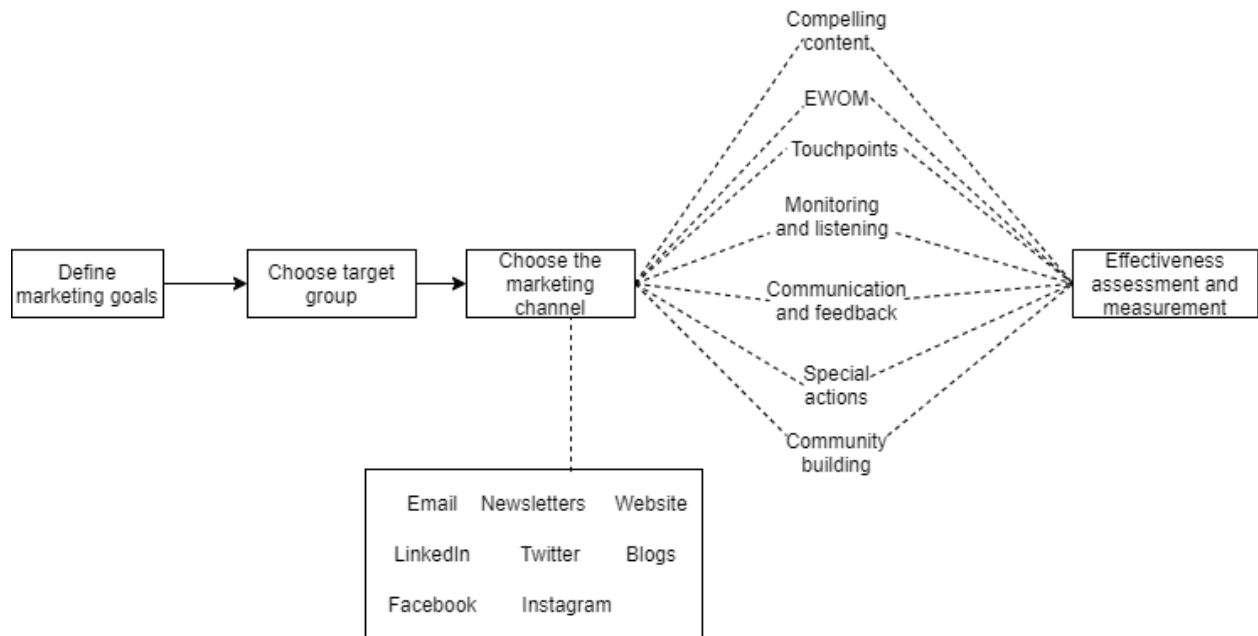 Compelling
content
EWOM
Touchpoints
Monitoring
and listening
Define
marketing goals
Choose target
group
Choose the
marketing
channel
Effectiveness
assessment and
measurement
Communication
and feedback
Special
actions
Community
building
Email Newsletters Website
LinkedIn Twitter Blogs
Facebook Instagram